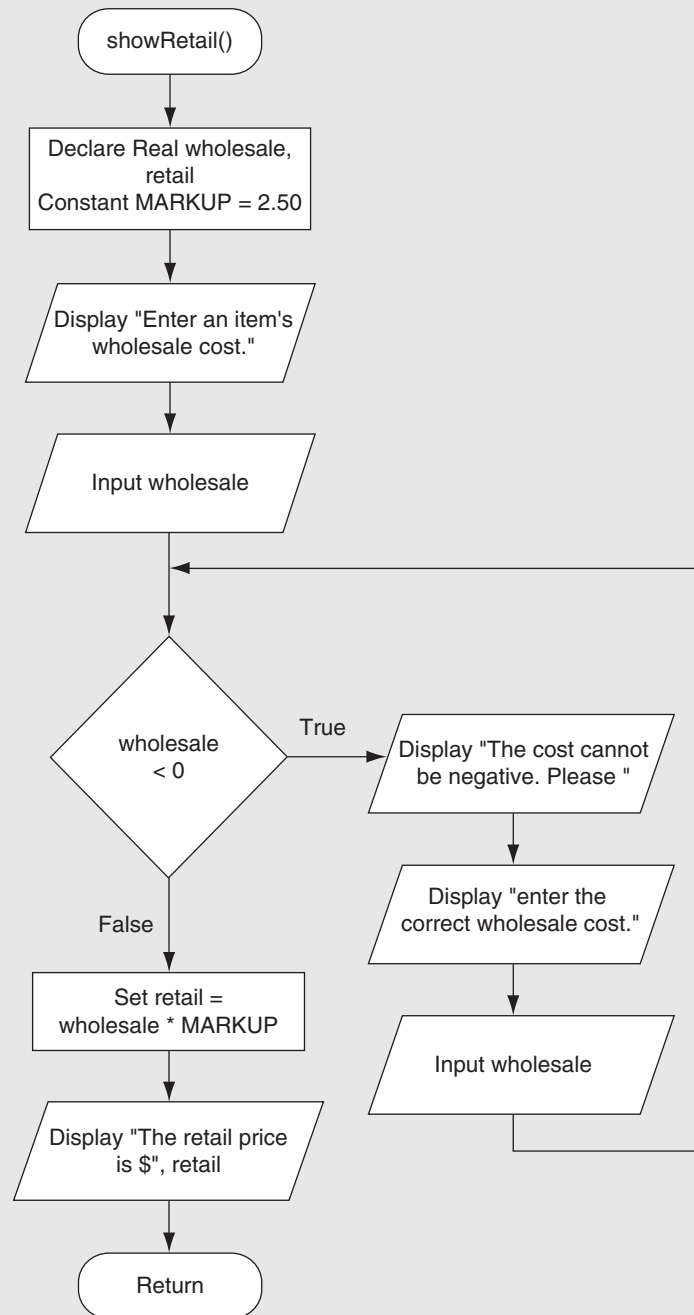 showRetail()
Declare Real wholesale,
retail
Constant MARKUP = 2.50
Display "Enter an item's
wholesale cost."
Input wholesale
wholesale
< 0
True
Display "The cost cannot
be negative. Please "
Display "enter the
correct wholesale cost."
Input wholesale
False
Set retail =
wholesale * MARKUP
Display "The retail price
is $", retail
Return